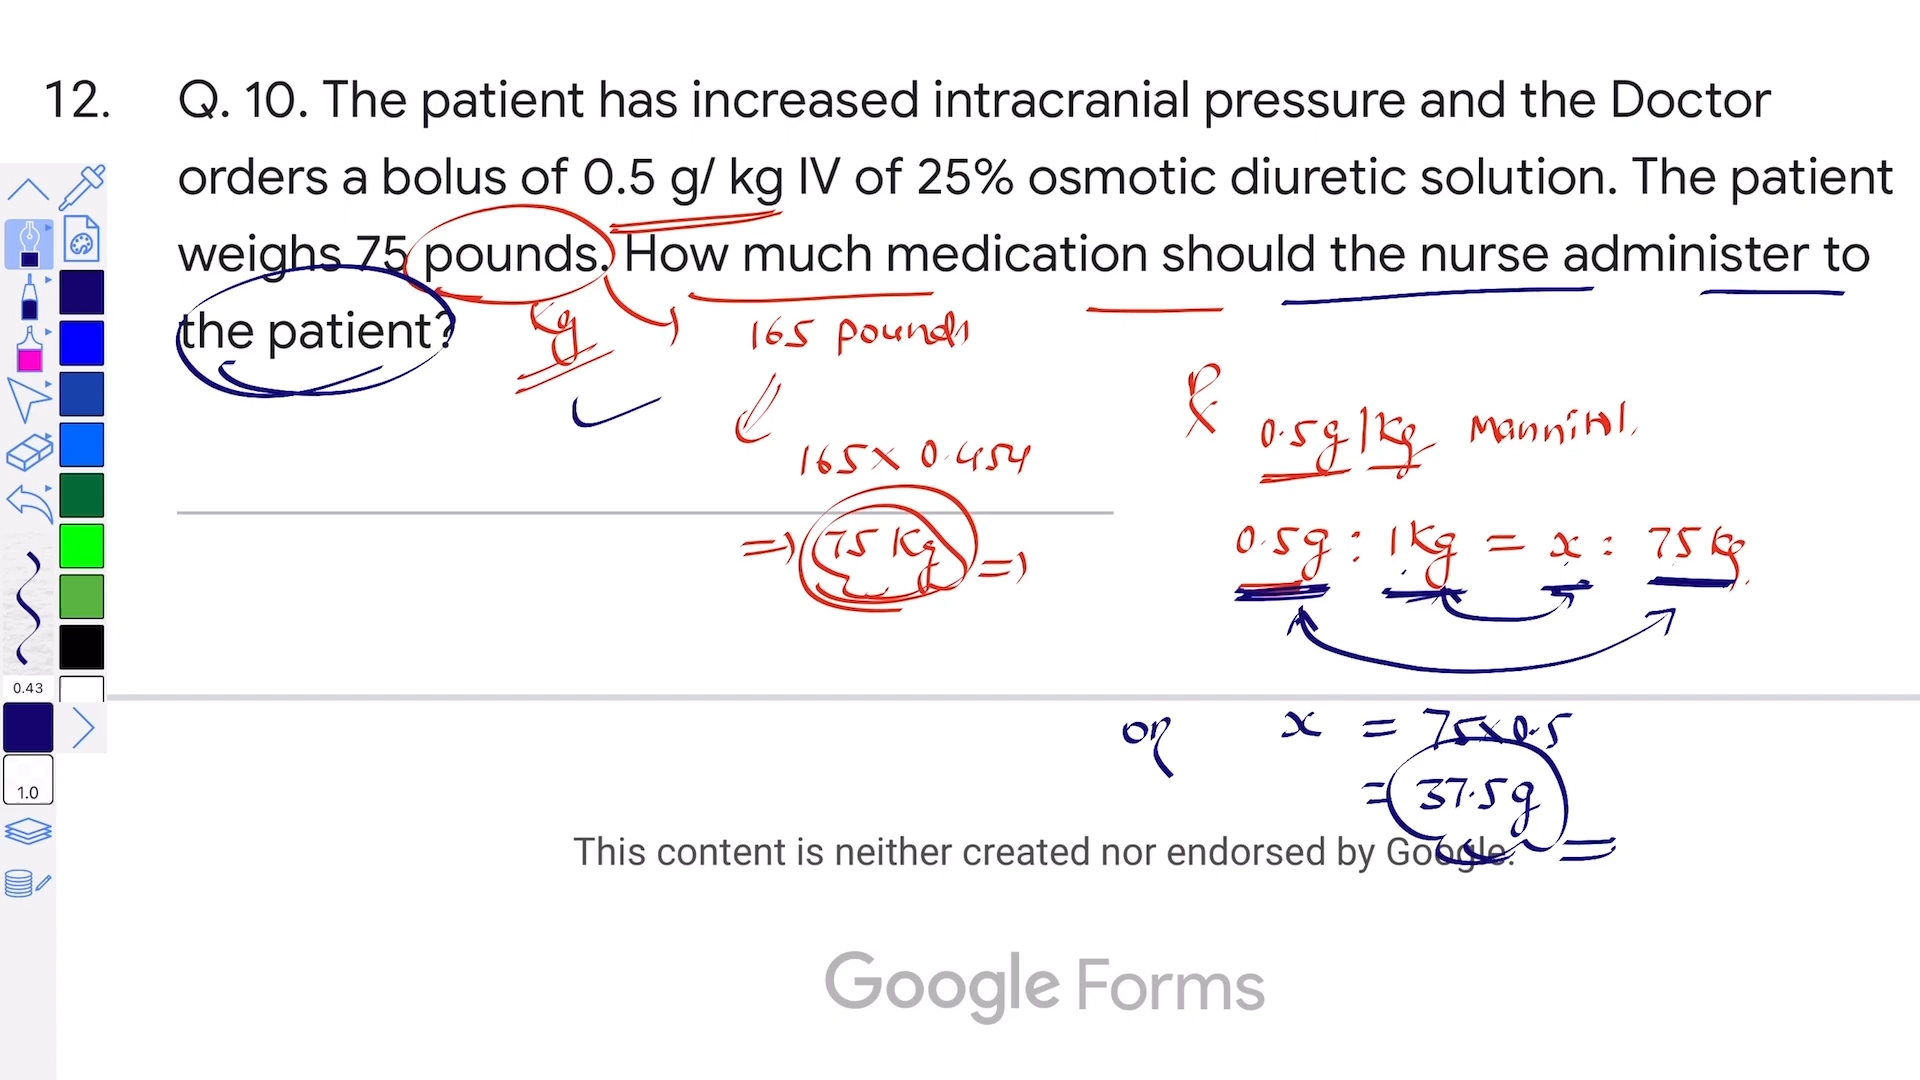 12. Q. 10. The patient has increased intracranial pressure and the Doctor
orders a bolus of 0.5 g/ kg IV of 25% osmotic diuretic solution. The patient
weighs 75 pounds. How much medication should the nurse administer to
the patient?
kg
165 pounds
165 x 0.454
=> 75 Kg =>
0.5g/kg Mannitol.
0.5g : 1kg = x : 75kg.
or x = 75x0.5
= 37.5g
This content is neither created nor endorsed by Google.
Google Forms
0.43
1.0